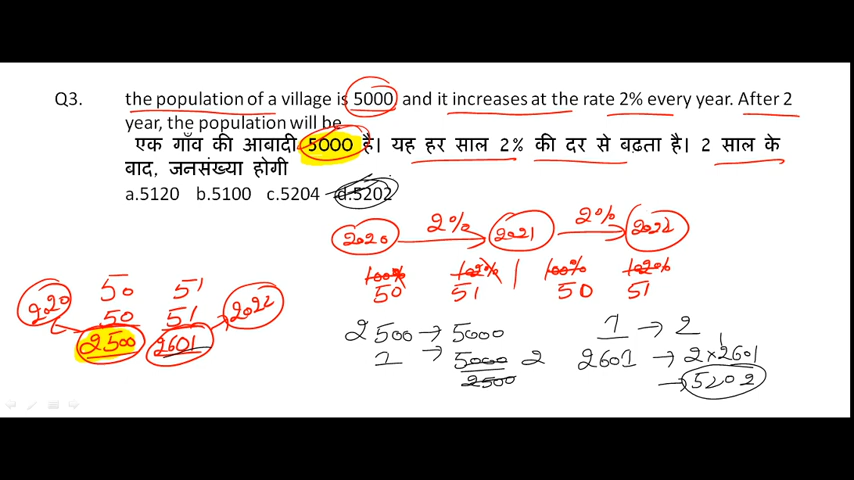 Q3. the population of a village is 5000 and it increases at the rate 2% every year. After 2
year, the population will be
एक गाँव की आबादी 5000 है। यह हर साल 2% की दर से बढ़ता है। 2 साल के
बाद, जनसंख्या होगी
a.5120 b.5100 c.5204 d.5202
2020 2% 2021 2% 2022
100% 102% 100% 102%
50 51 50 51
2020 50 51 2022
50 51
2500 2601
2500 → 5000 1 → 2
1 → 5000 2 2601 → 2×2601
2500 → 5202